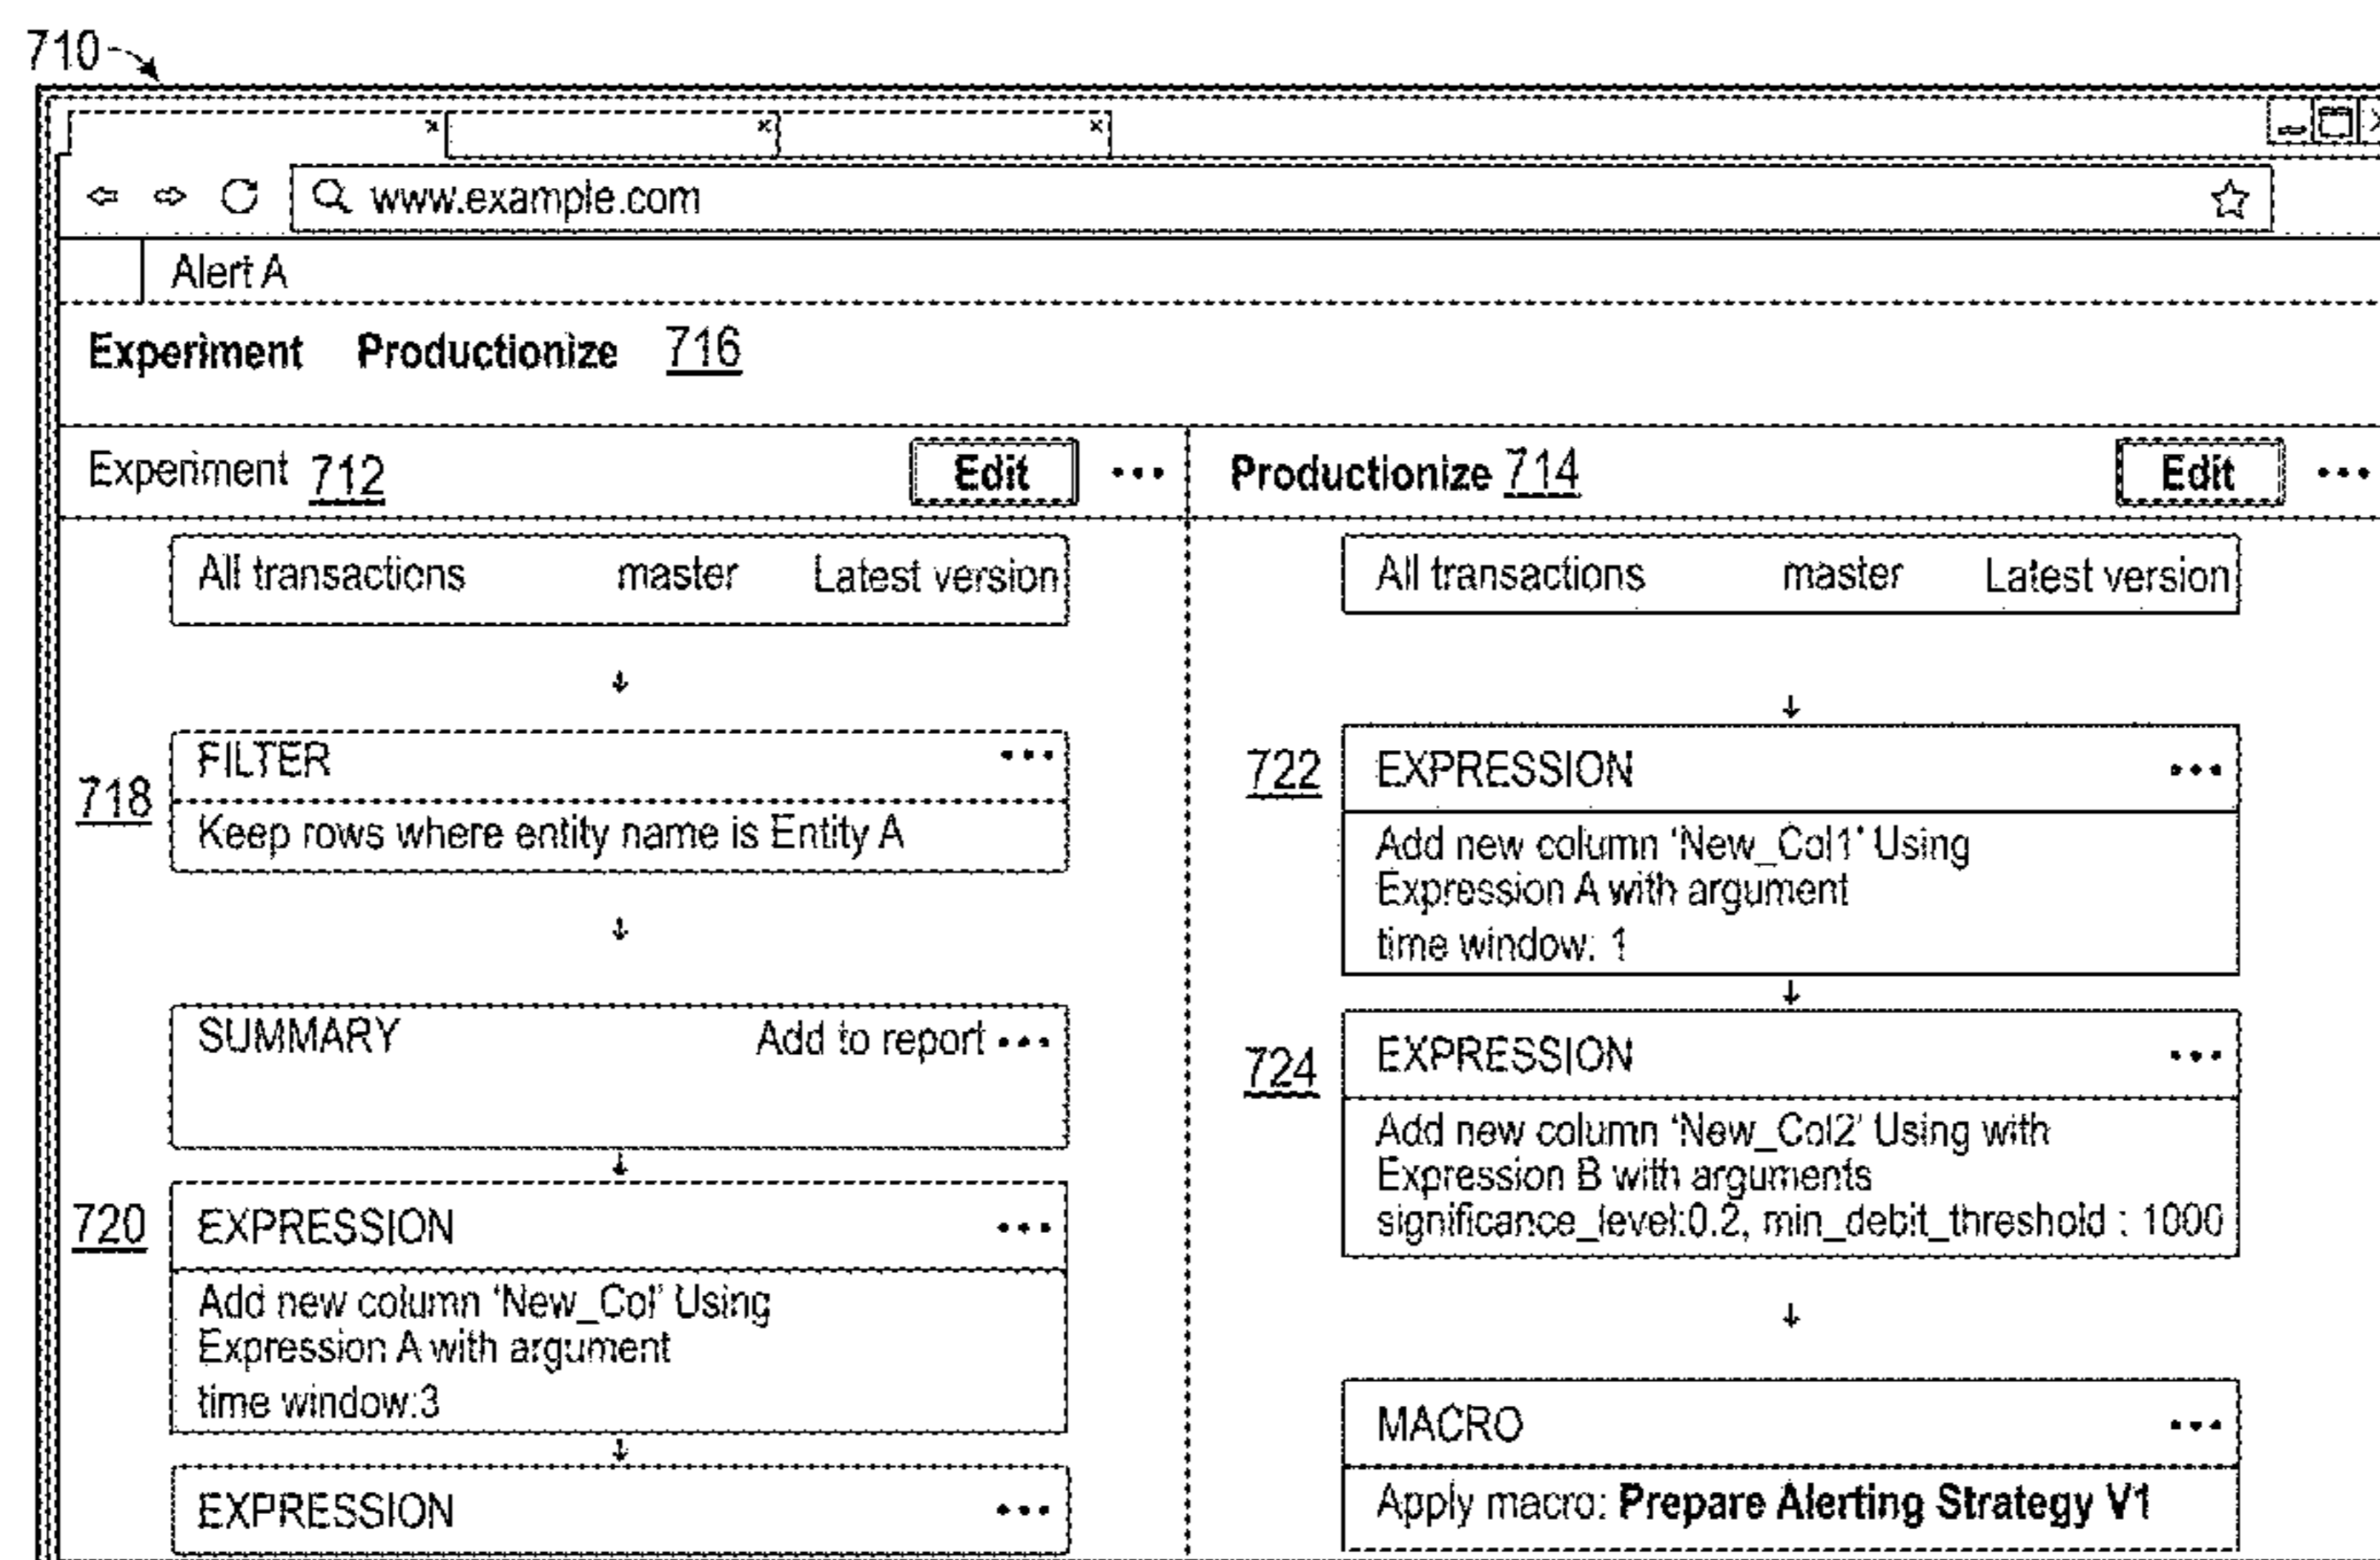 710
www.example.com
Alert A
Experiment Productionize 716
Experiment 712 Edit •••
All transactions master Latest version
718
FILTER •••
Keep rows where entity name is Entity A
SUMMARY Add to report •••
720
EXPRESSION •••
Add new column ‘New_Col’ Using
Expression A with argument
time window:3
EXPRESSION •••
Productionize 714 Edit •••
All transactions master Latest version
722
EXPRESSION •••
Add new column ‘New_Col1’ Using
Expression A with argument
time window: 1
724
EXPRESSION •••
Add new column ‘New_Col2’ Using with
Expression B with arguments
significance_level:0.2, min_debit_threshold : 1000
MACRO •••
Apply macro: Prepare Alerting Strategy V1